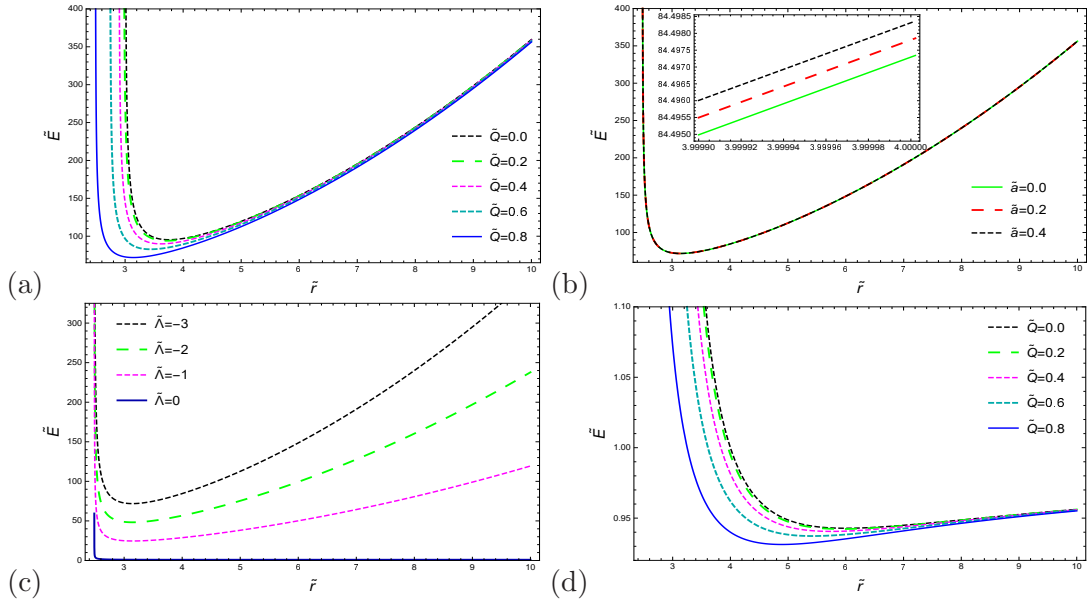 400
350
300
250
200
150
100
Ẽ
Q̃=0.0
Q̃=0.2
Q̃=0.4
Q̃=0.6
Q̃=0.8
3 4 5 6 7 8 9 10
(a) r̃
400
350
300
250
200
150
100
Ẽ
84.4985
84.4980
84.4975
84.4970
84.4965
84.4960
84.4955
84.4950
3.99990 3.99992 3.99994 3.99996 3.99998 4.00000
ã=0.0
ã=0.2
ã=0.4
3 4 5 6 7 8 9 10
(b) r̃
300
250
200
150
100
50
0
Ẽ
Λ̃=−3
Λ̃=−2
Λ̃=−1
Λ̃=0
3 4 5 6 7 8 9 10
(c) r̃
1.10
1.05
1.00
0.95
Ẽ
Q̃=0.0
Q̃=0.2
Q̃=0.4
Q̃=0.6
Q̃=0.8
3 4 5 6 7 8 9 10
(d) r̃